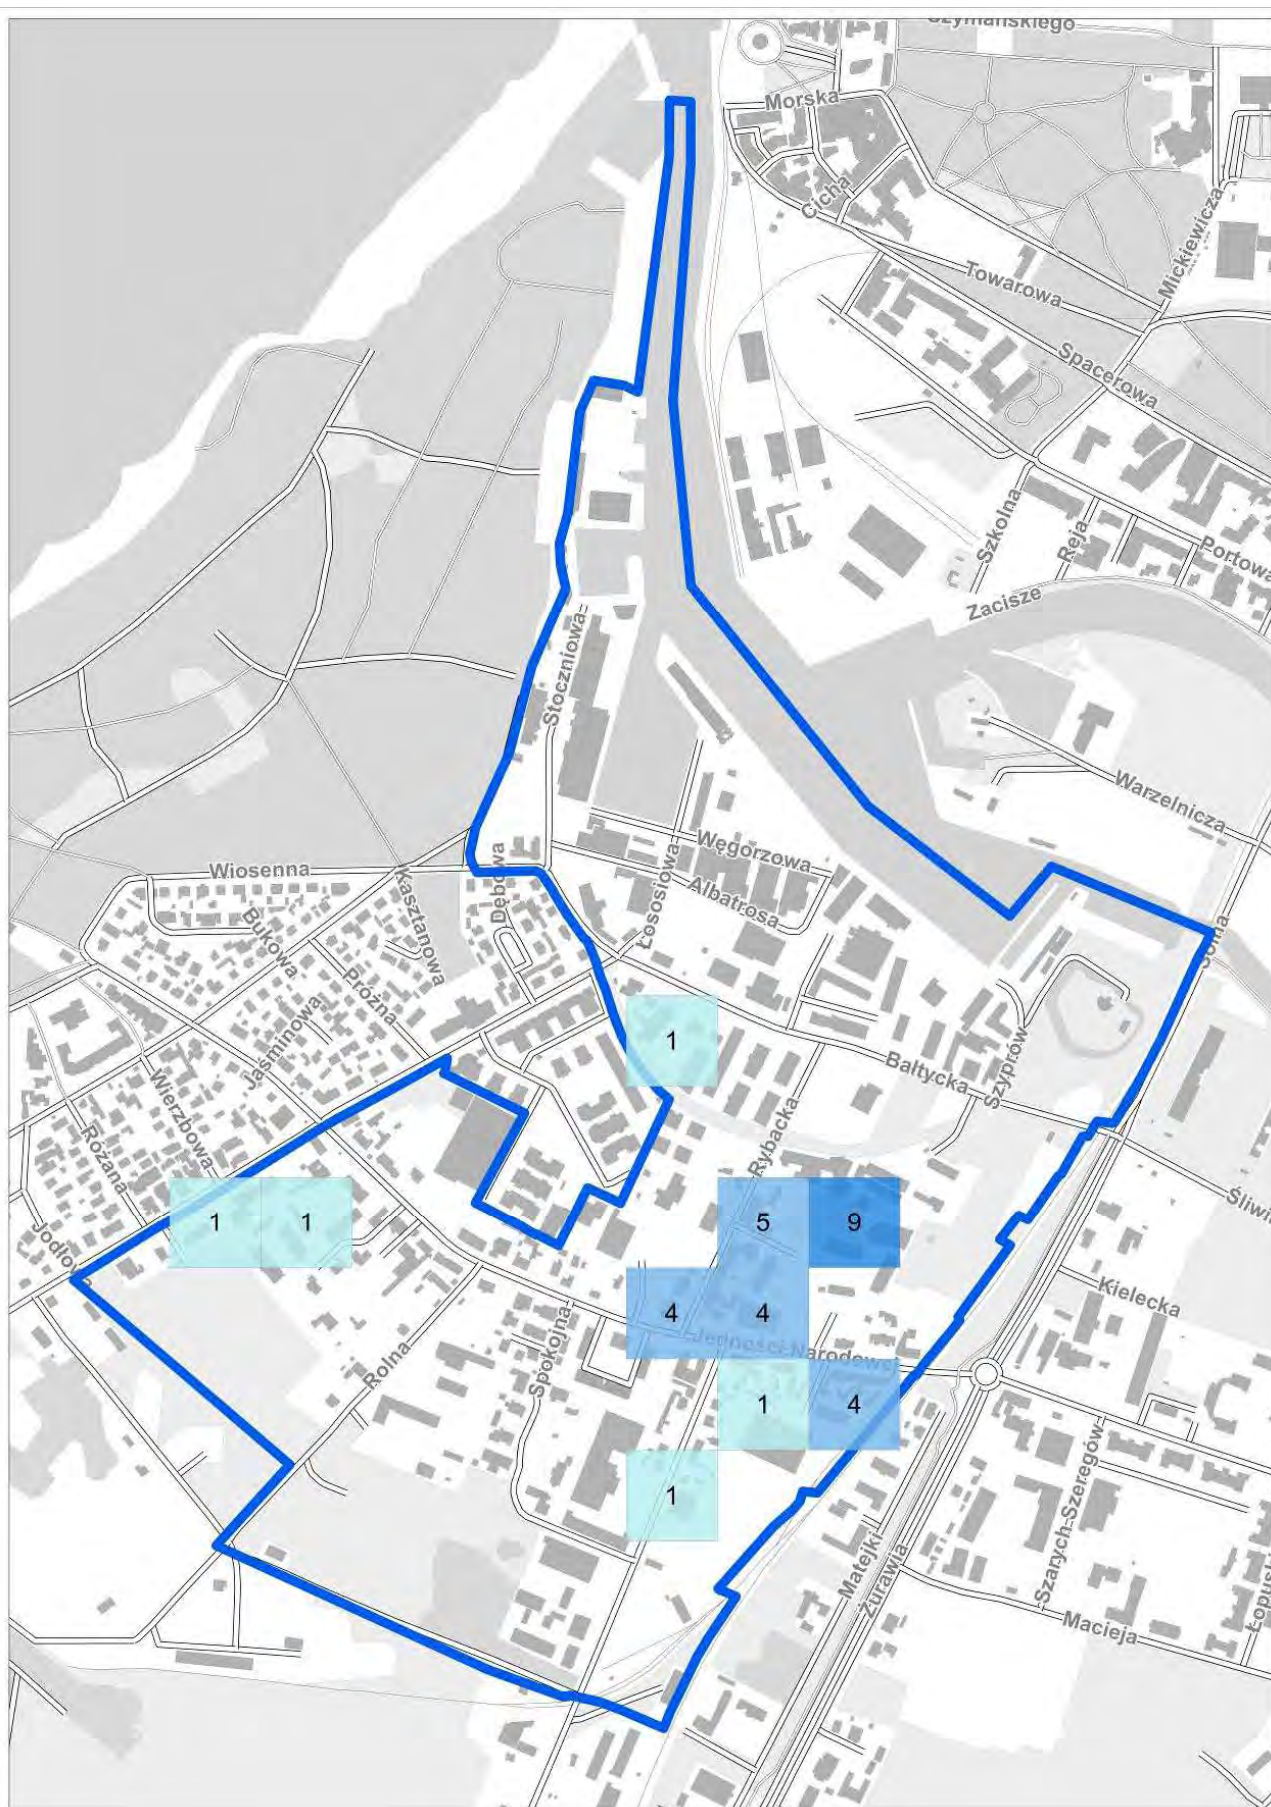 Szymańskiego
Morska
Cicha
Mickiewicza
Towarowa
Spacerowa
Szkolna
Reja
Portowa
Zacisze
Stoczniowa
Warzelnicza
Węgorzowa
Wiosenna
Dębowa
Łososiowa
Albatrosa
Kasztanowa
Bukowa
Solna
Próżna
Jaśminowa
1
Szyprów
Bałtycka
Wierzbowa
Rybacka
Różana
1
1
5
9
Kielecka
4
4
Jedności Narodowej
Spokojna
Rolna
1
4
1
Szarych Szeregów
Matejki
Żurawia
Macieja